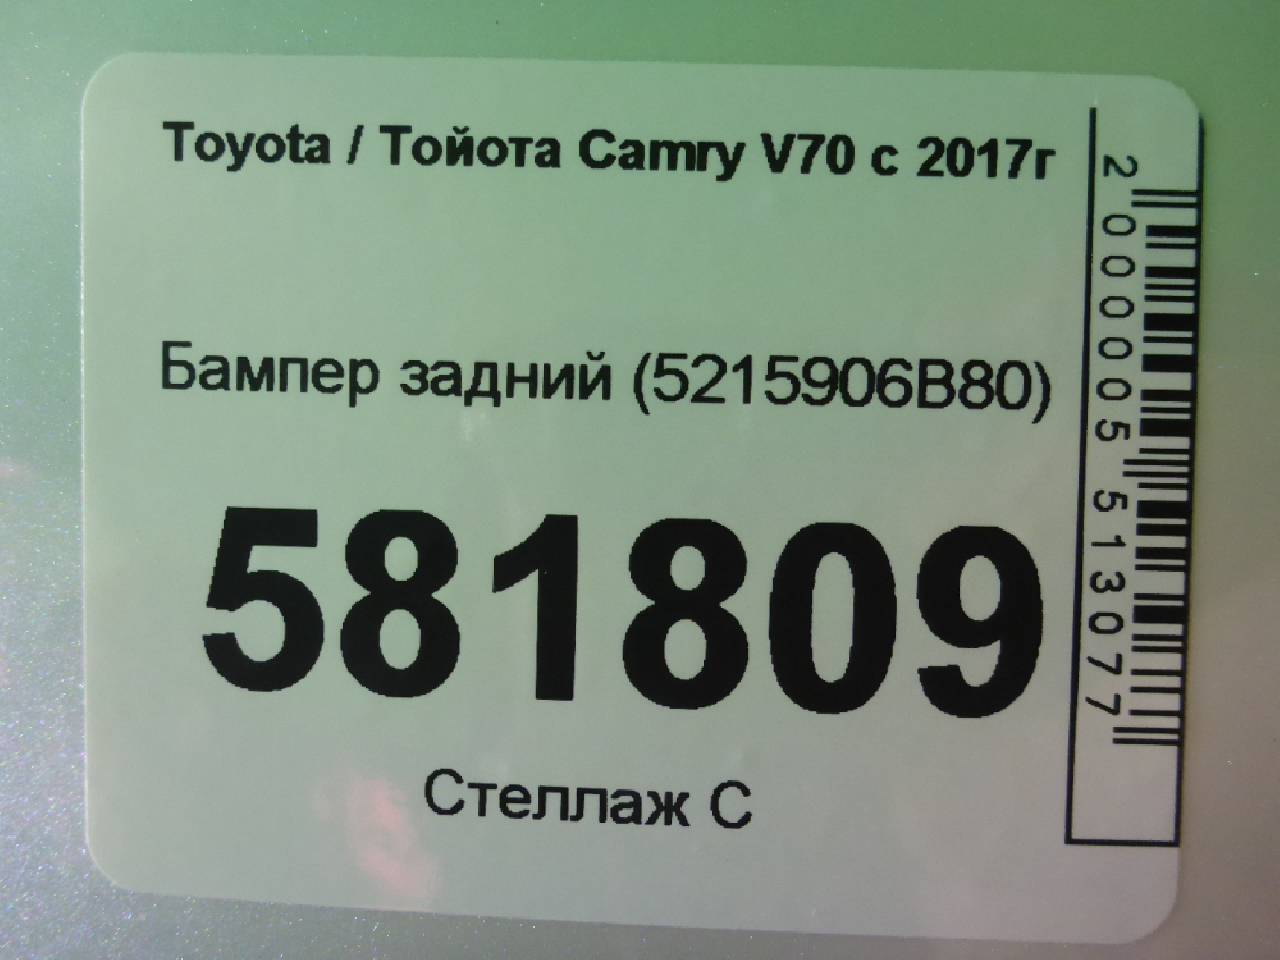 Toyota / Тойота Camry V70 с 2017г
Бампер задний (5215906B80)
581809
Стеллаж С
2000005513077